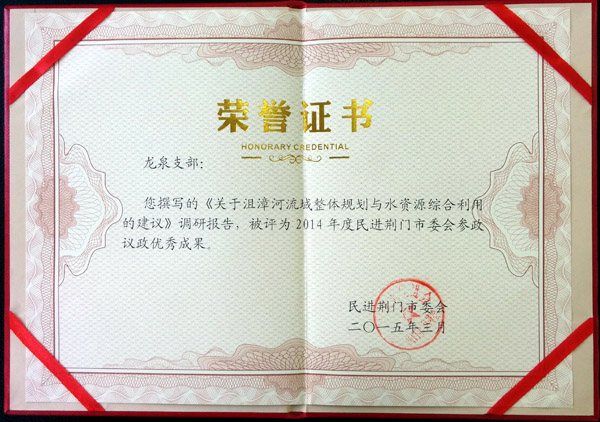 荣誉证书
HONORARY CREDENTIAL
龙泉支部：
您撰写的《关于沮漳河流域整体规划与水资源综合利用
的建议》调研报告，被评为2014年度民进荆门市委会参政
议政优秀成果。
民进荆门市委会
二〇一五年三月